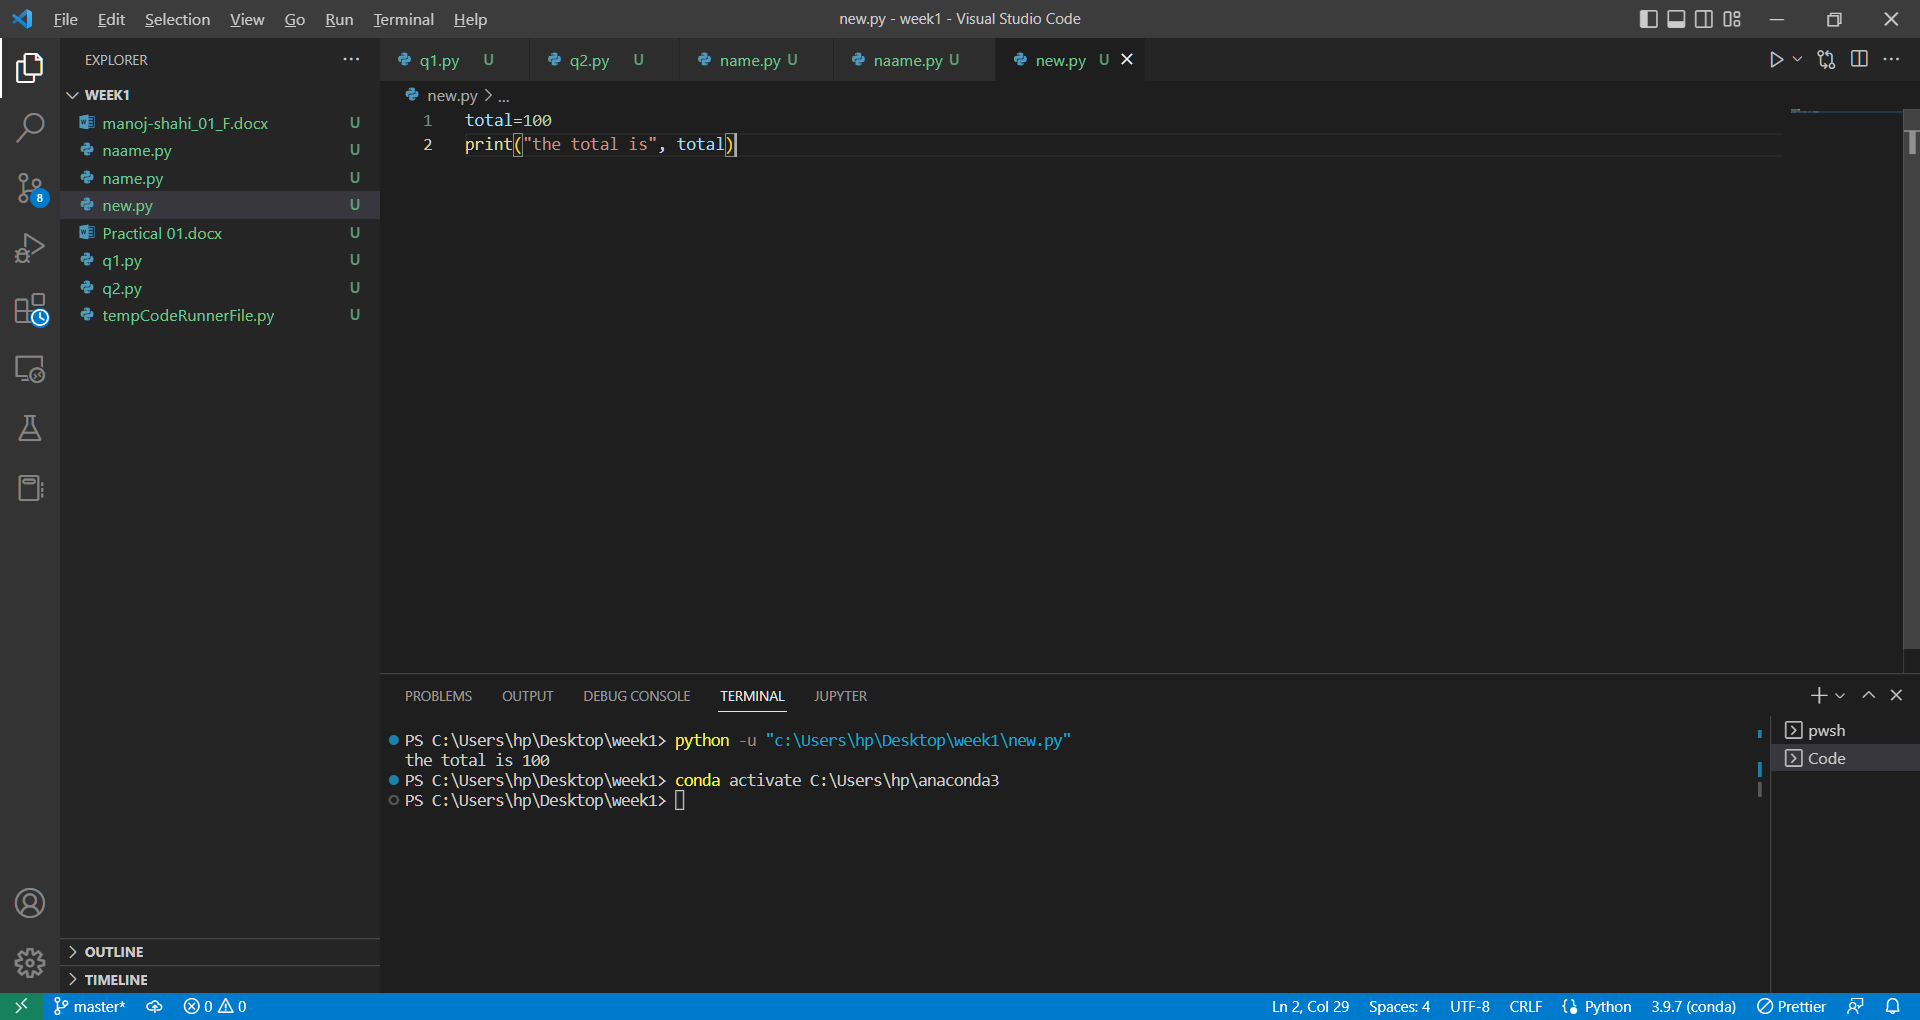 File Edit Selection View Go Run Terminal Help
new.py - week1 - Visual Studio Code
EXPLORER
WEEK1
manoj-shahi_01_F.docx U
naame.py U
name.py U
new.py U
Practical 01.docx U
q1.py U
q2.py U
tempCodeRunnerFile.py U
OUTLINE
TIMELINE
8
q1.py U q2.py U name.py U naame.py U new.py U
new.py > ...
1 total=100
2 print("the total is", total)
PROBLEMS OUTPUT DEBUG CONSOLE TERMINAL JUPYTER
PS C:\Users\hp\Desktop\week1> python -u "c:\Users\hp\Desktop\week1\new.py"
the total is 100
PS C:\Users\hp\Desktop\week1> conda activate C:\Users\hp\anaconda3
PS C:\Users\hp\Desktop\week1>
pwsh
Code
master* 0 0 Ln 2, Col 29 Spaces: 4 UTF-8 CRLF Python 3.9.7 (conda) Prettier